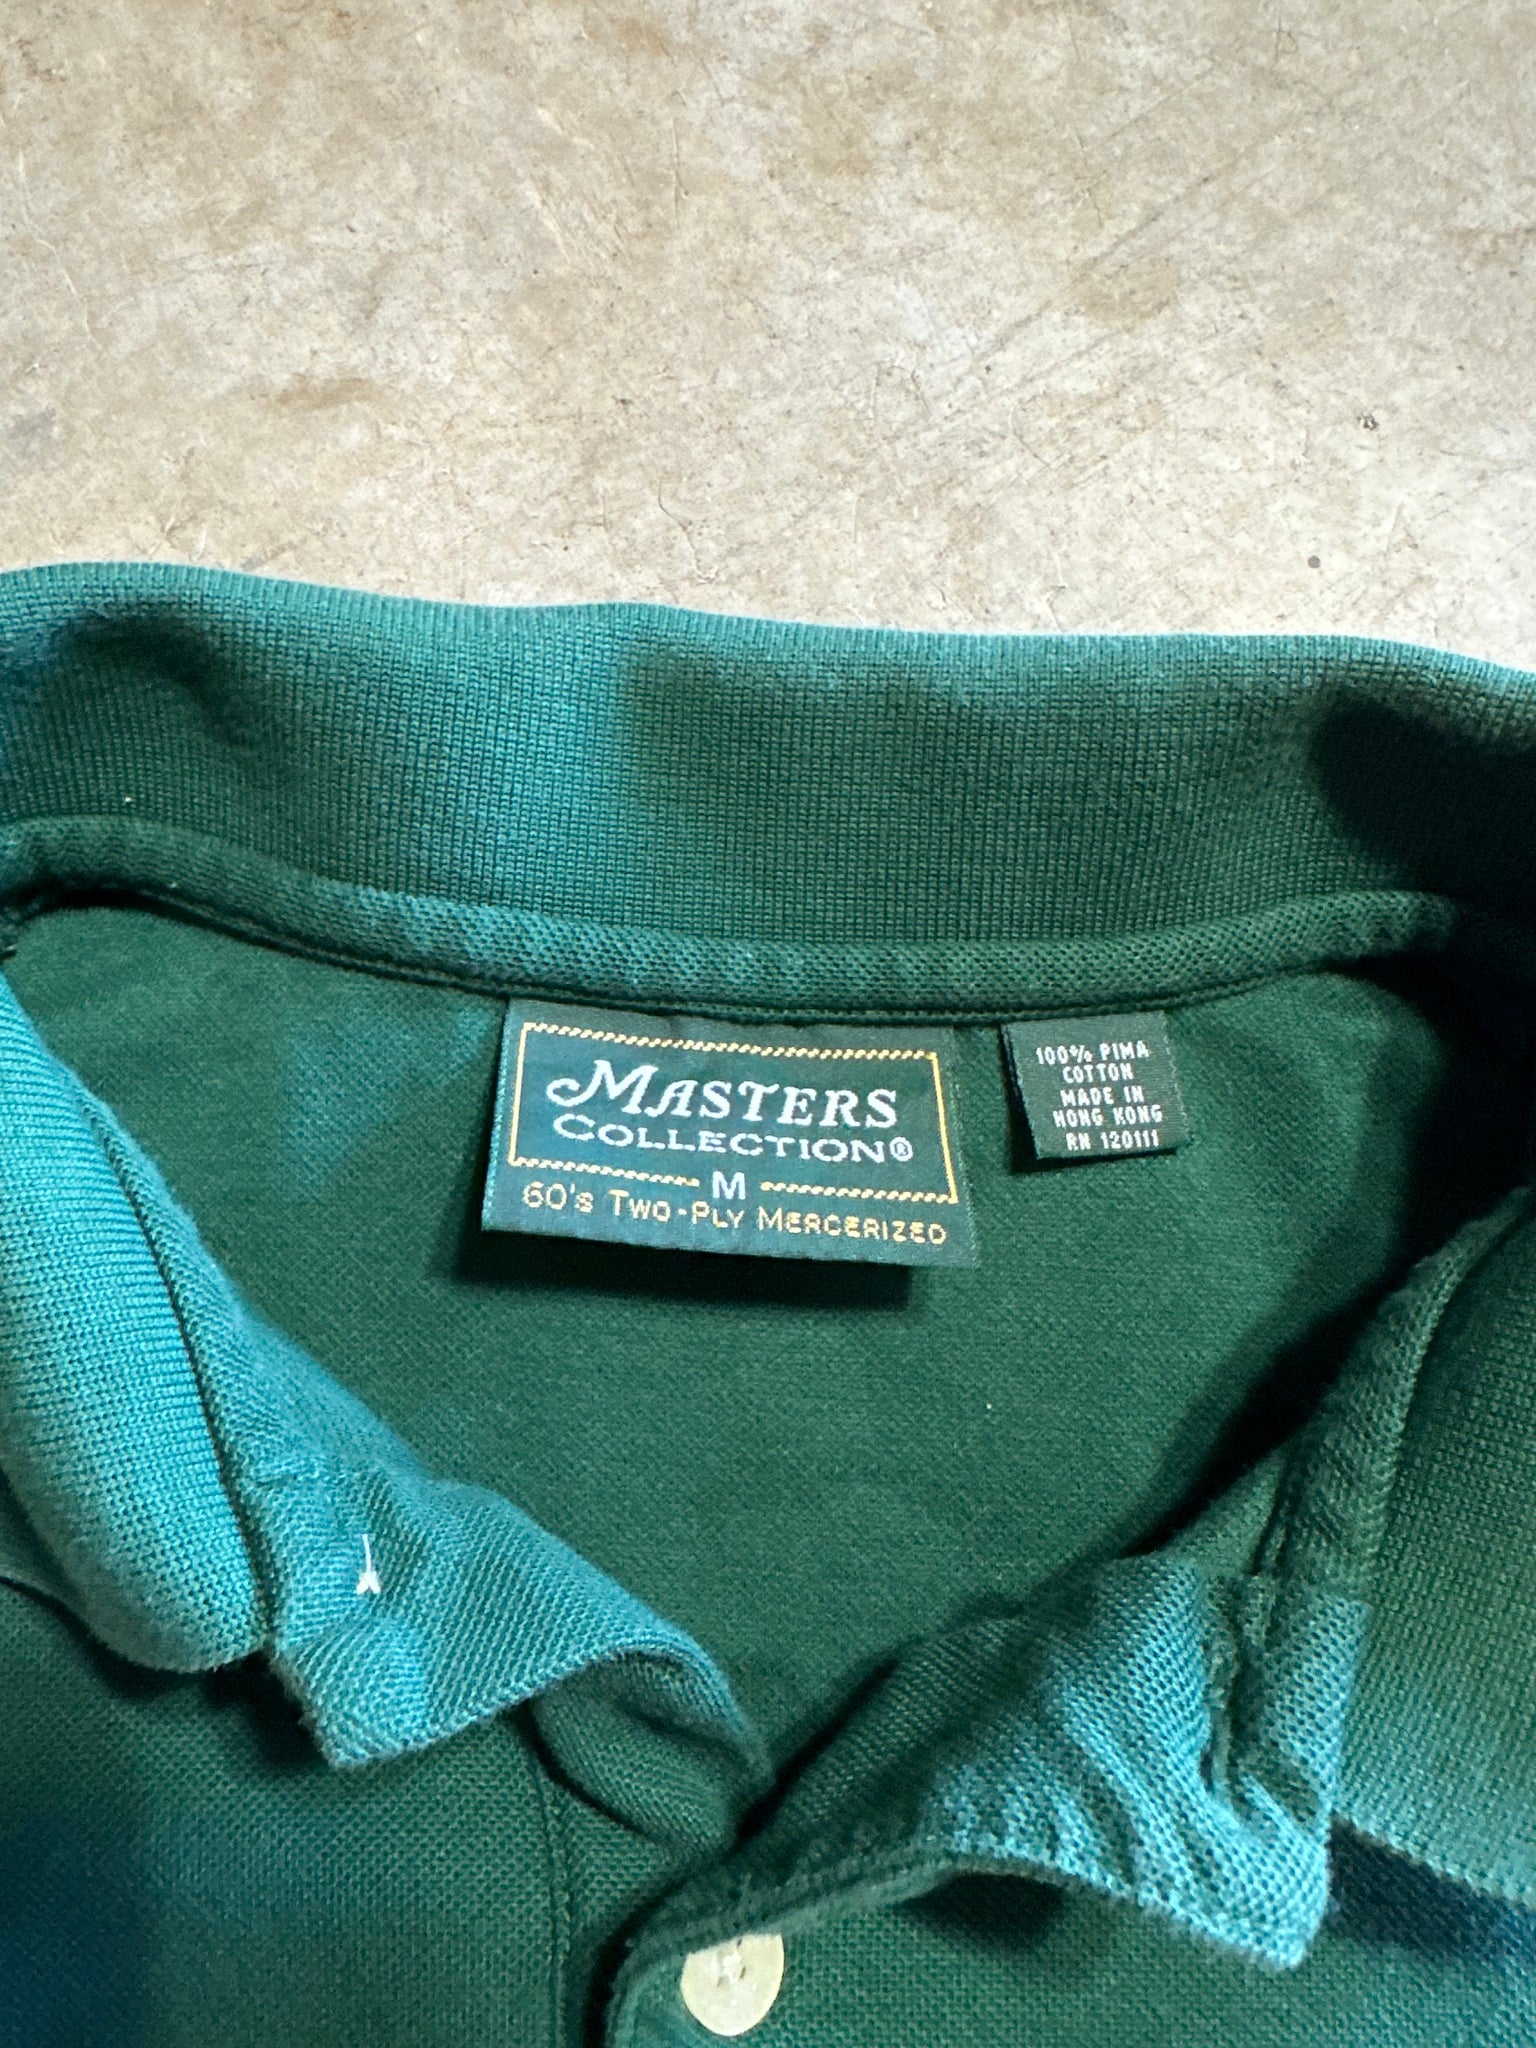 MASTERS
COLLECTION®
M
60's TWO-PLY MERCERIZED
100% PIMA
COTTON
MADE IN
HONG KONG
RN 120111